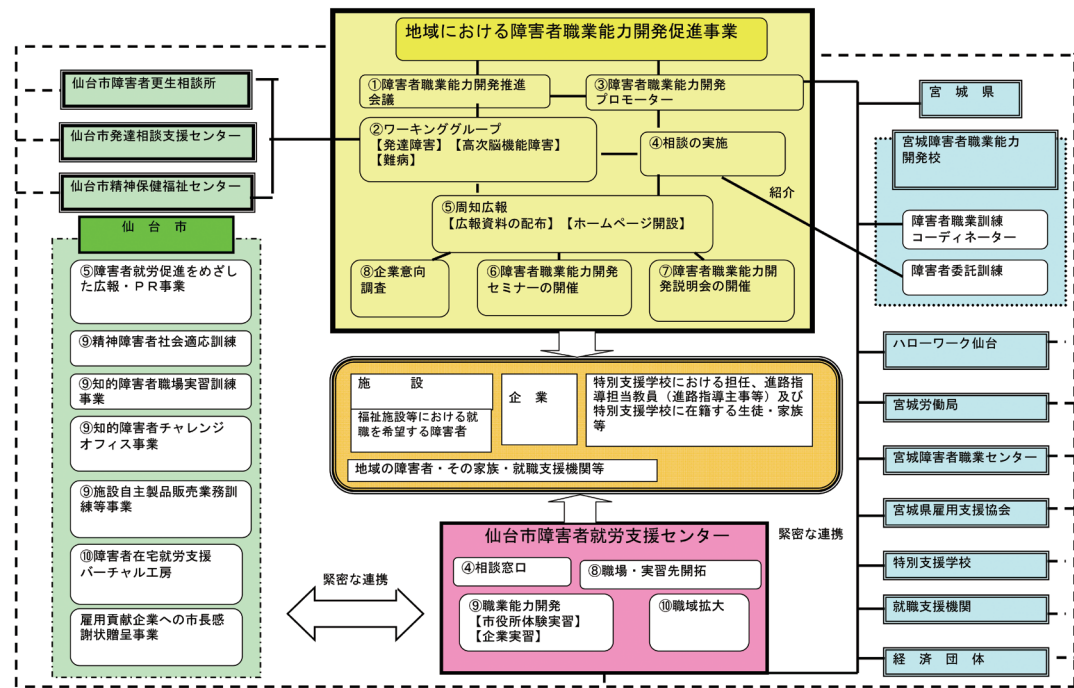 地域における障害者職業能力開発促進事業
①障害者職業能力開発推進
会議
③障害者職業能力開発
プロモーター
②ワーキンググループ
【発達障害】【高次脳機能障害】
【難病】
④相談の実施
⑤周知広報
【広報資料の配布】【ホームページ開設】
⑧企業意向
調査
⑥障害者職業能力開発
セミナーの開催
⑦障害者職業能力開
発説明会の開催
仙台市障害者更生相談所
仙台市発達相談支援センター
仙台市精神保健福祉センター
仙　台　市
⑤障害者就労促進をめざし
た広報・ＰＲ事業
⑨精神障害者社会適応訓練
⑨知的障害者職場実習訓練
事業
⑨知的障害者チャレンジ
オフィス事業
⑨施設自主製品販売業務訓
練等事業
⑩障害者在宅就労支援
バーチャル工房
雇用貢献企業への市長感
謝状贈呈事業
施　　設
福祉施設等における就
職を希望する障害者
企　業
特別支援学校における担任、進路指
導担当教員（進路指導主事等）及び
特別支援学校に在籍する生徒・家族
等
地域の障害者・その家族・就職支援機関等
緊密な連携
仙台市障害者就労支援センター
④相談窓口
⑧職場・実習先開拓
⑨職業能力開発
【市役所体験実習】
【企業実習】
⑩職域拡大
緊密な連携
紹介
宮　城　県
宮城障害者職業能力
開発校
障害者職業訓練
コーディネーター
障害者委託訓練
ハローワーク仙台
宮城労働局
宮城障害者職業センター
宮城県雇用支援協会
特別支援学校
就職支援機関
経　済　団　体